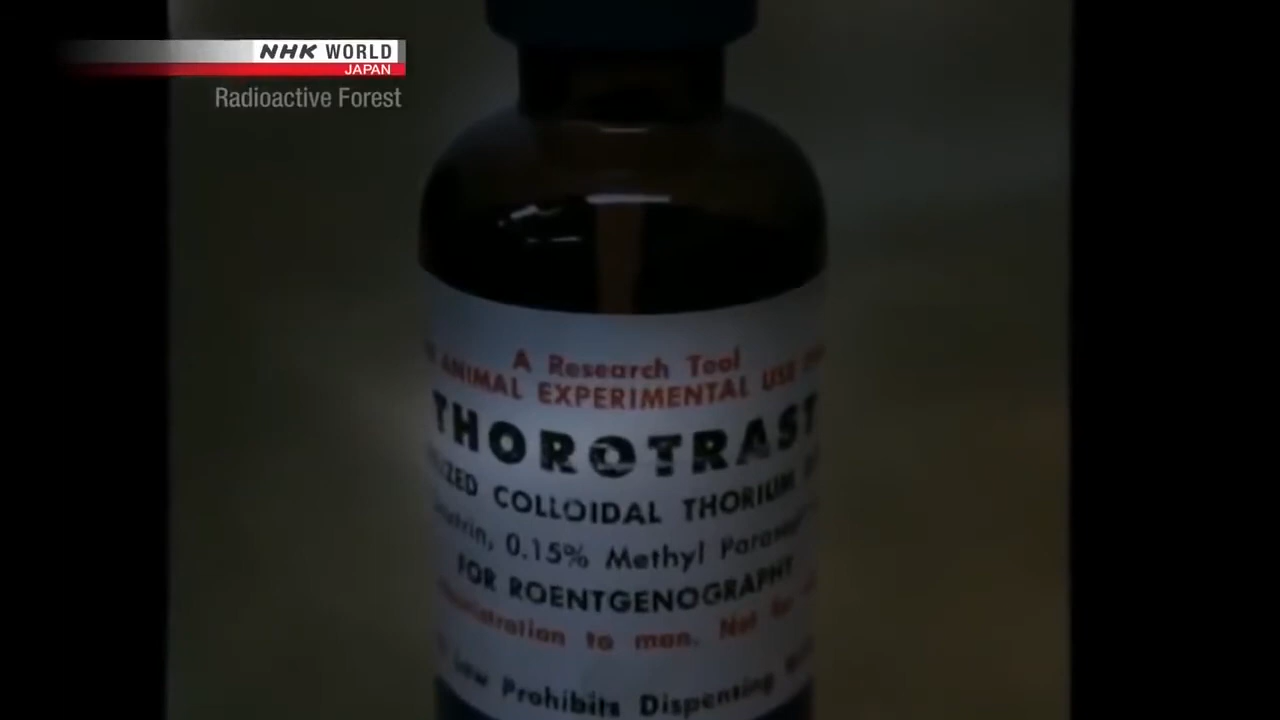 NHK WORLD
JAPAN
Radioactive Forest
A Research Tool
ANIMAL EXPERIMENTAL USE
THOROTRAST
COLLOIDAL THORIUM
0.15% Methyl
FOR ROENTGENOGRAPHY
to man. Not
Law Prohibits Dispensing